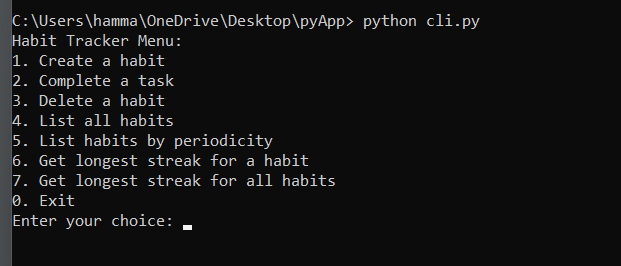 C:\Users\hamma\OneDrive\Desktop\pyApp> python cli.py
Habit Tracker Menu:
1. Create a habit
2. Complete a task
3. Delete a habit
4. List all habits
5. List habits by periodicity
6. Get longest streak for a habit
7. Get longest streak for all habits
0. Exit
Enter your choice: